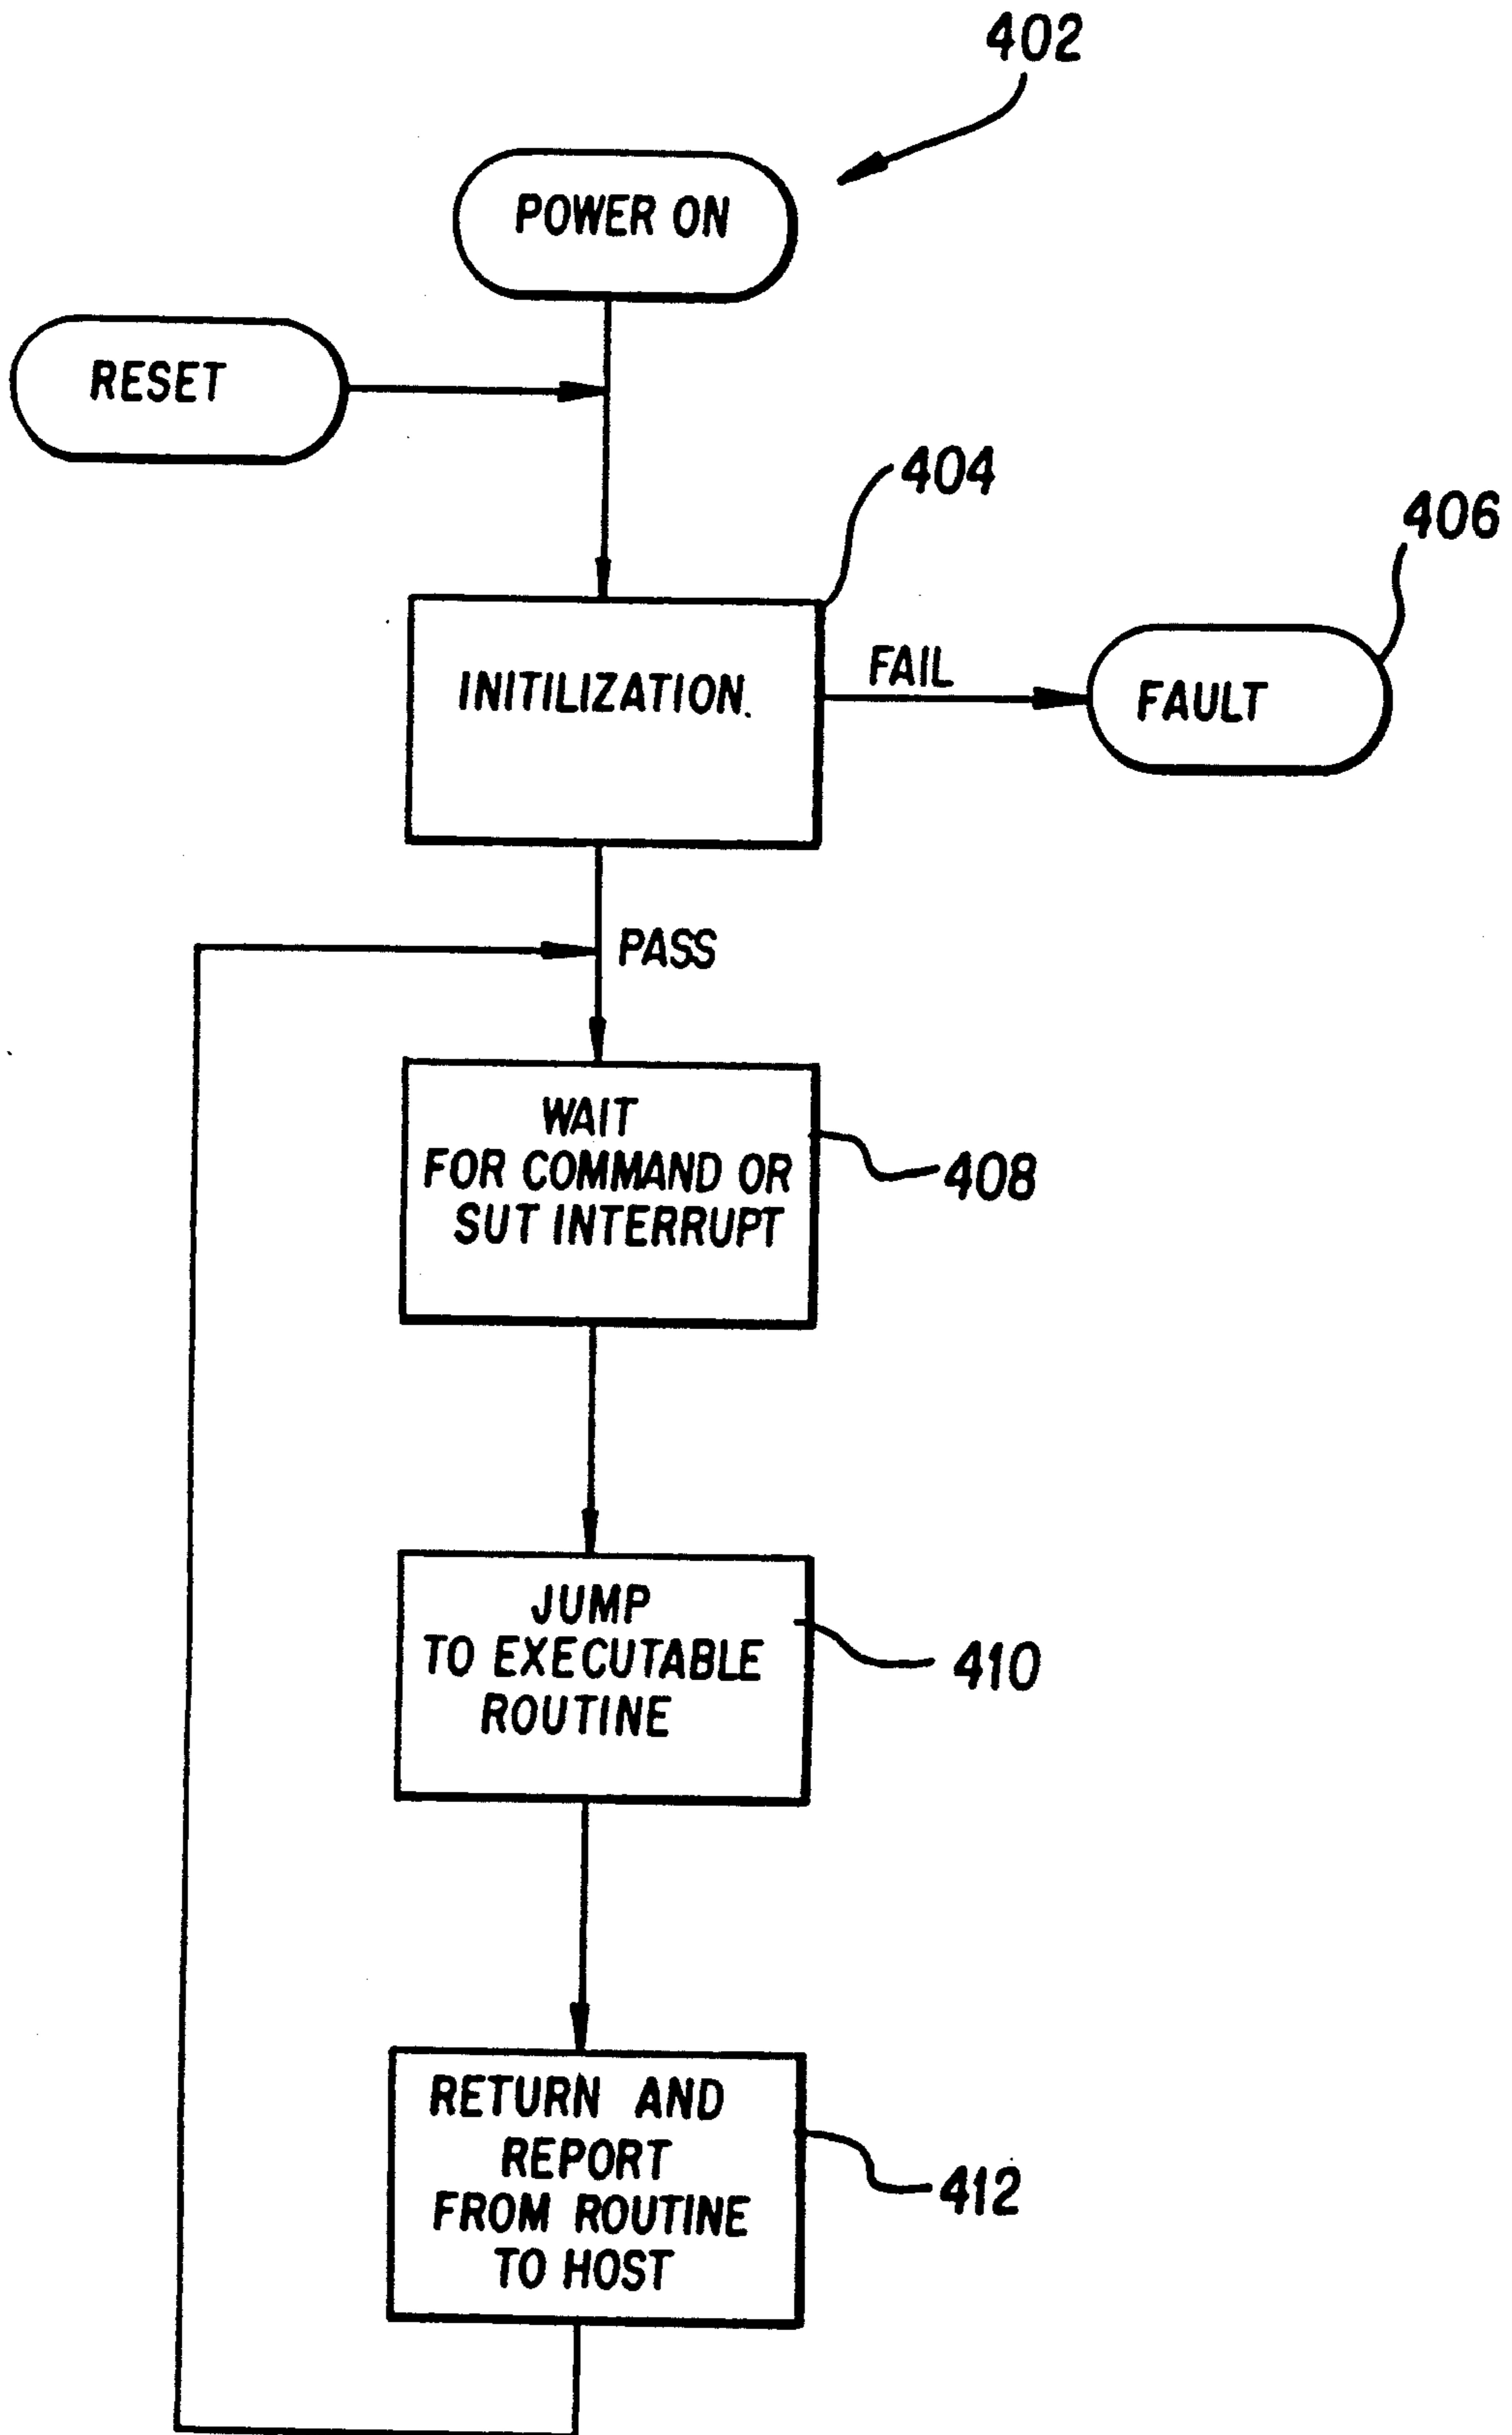 402
POWER ON
RESET
404
406
INITILIZATION.
FAIL
FAULT
PASS
WAIT
FOR COMMAND OR
SUT INTERRUPT
408
JUMP
TO EXECUTABLE
ROUTINE
410
RETURN AND
REPORT
FROM ROUTINE
TO HOST
412